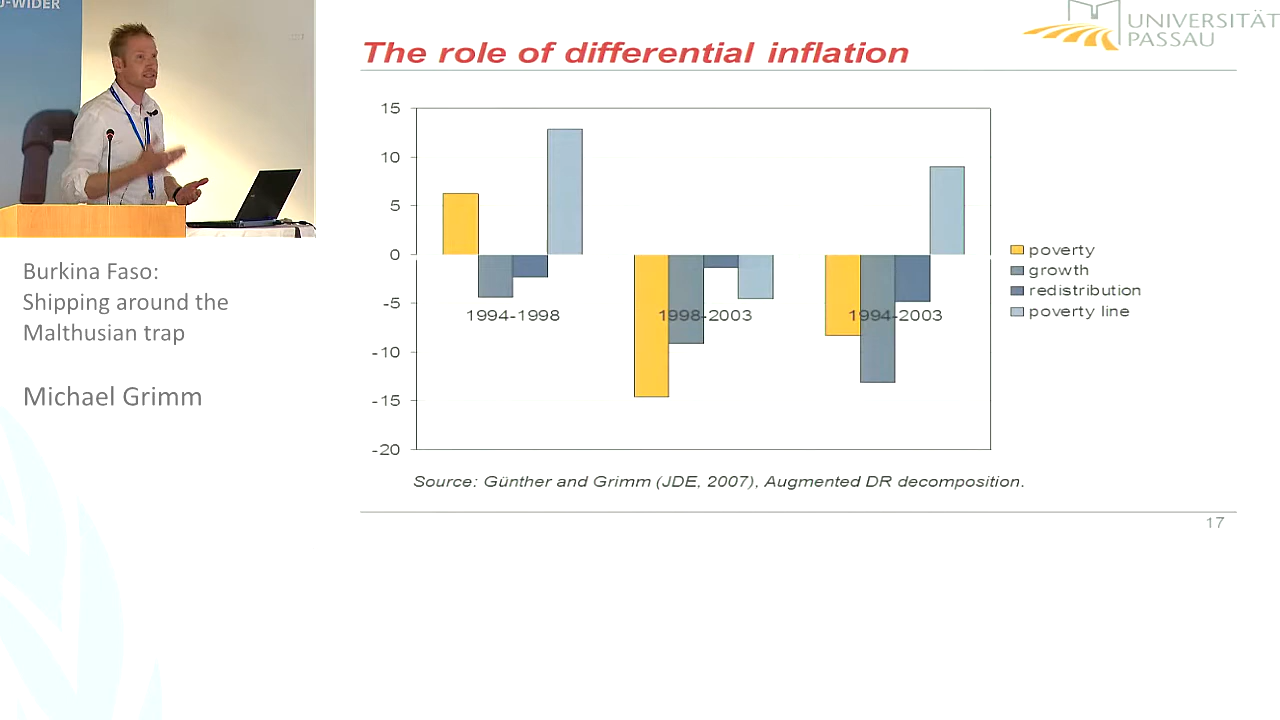 U-WIDER
UNIVERSITÄT
PASSAU
The role of differential inflation
15
10
5
0
-5
-10
-15
-20
1994-1998
1998-2003
1994-2003
poverty
growth
redistribution
poverty line
Source: Günther and Grimm (JDE, 2007), Augmented DR decomposition.
17
Burkina Faso:
Shipping around the
Malthusian trap
Michael Grimm